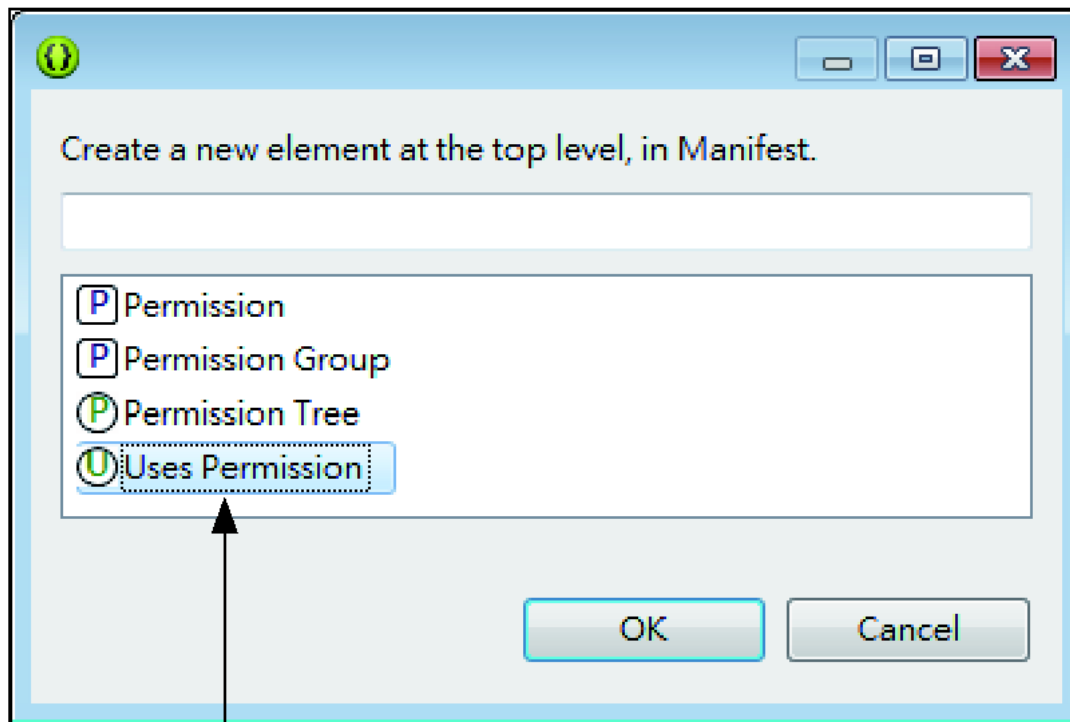 {}
Create a new element at the top level, in Manifest.
P Permission
P Permission Group
P Permission Tree
U Uses Permission
OK Cancel